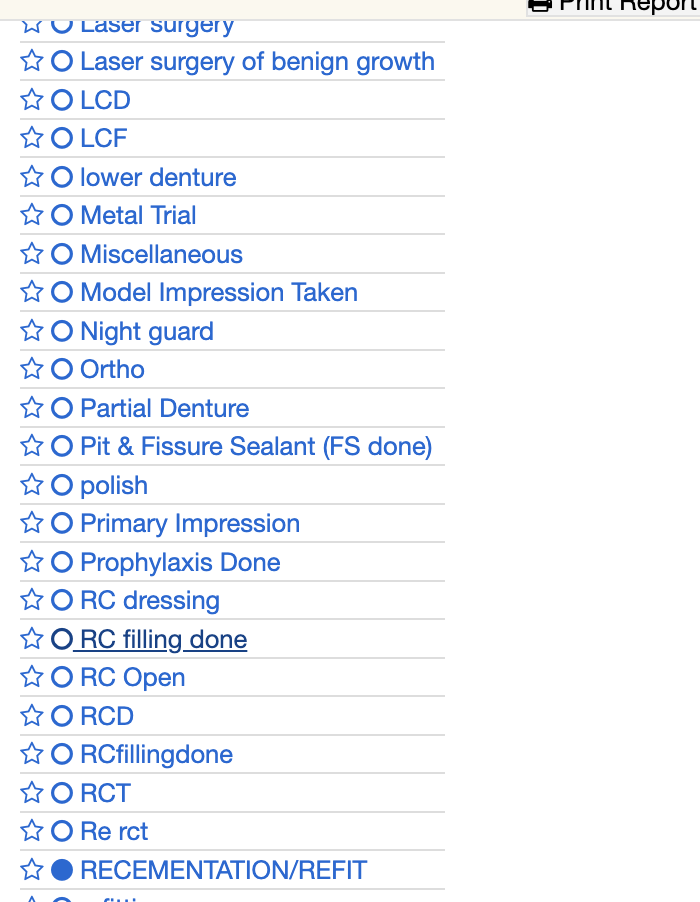 Print Report
Laser surgery
Laser surgery of benign growth
LCD
LCF
lower denture
Metal Trial
Miscellaneous
Model Impression Taken
Night guard
Ortho
Partial Denture
Pit & Fissure Sealant (FS done)
polish
Primary Impression
Prophylaxis Done
RC dressing
RC filling done
RC Open
RCD
RCfillingdone
RCT
Re rct
RECEMENTATION/REFIT